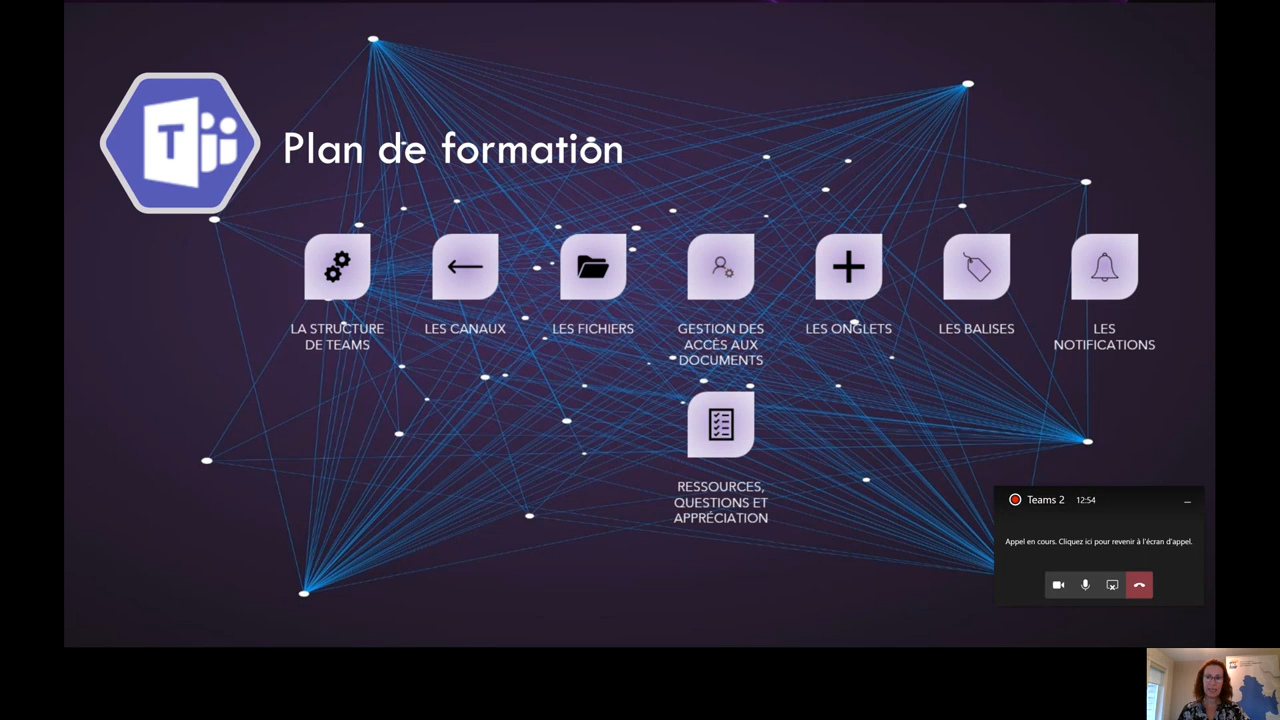 T
Plan de formation
LA STRUCTURE
DE TEAMS
LES CANAUX
LES FICHIERS
GESTION DES
ACCÈS AUX
DOCUMENTS
LES ONGLETS
LES BALISES
LES
NOTIFICATIONS
RESSOURCES,
QUESTIONS ET
APPRÉCIATION
Teams 2 12:54
Appel en cours. Cliquez ici pour revenir à l'écran d'appel.